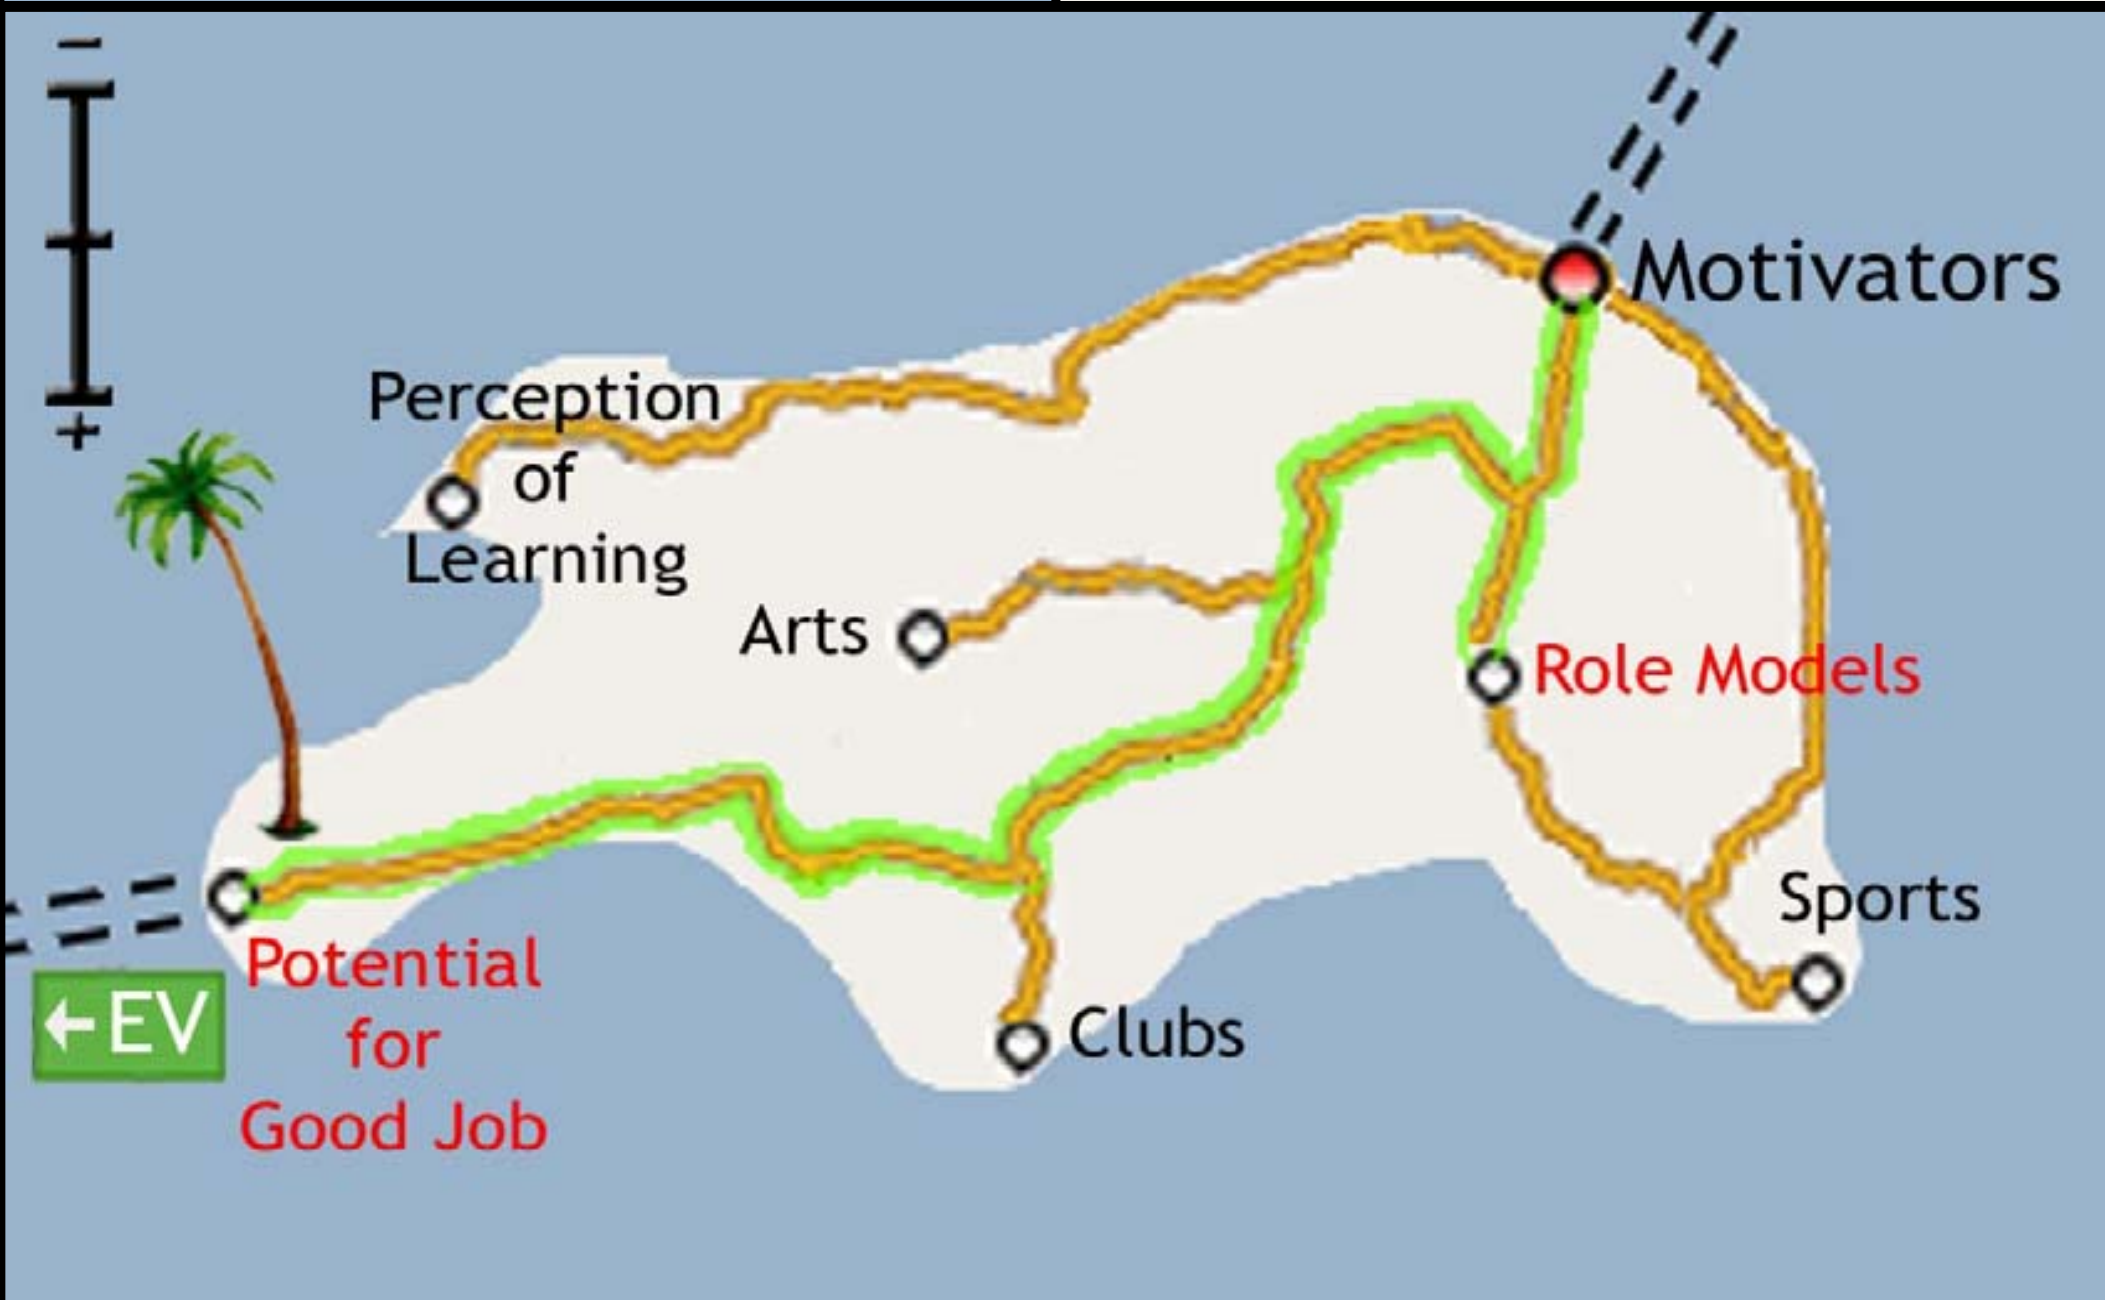 −
+
Motivators
Perception
of
Learning
Arts
Role Models
Sports
Potential
for
Good Job
←EV
Clubs